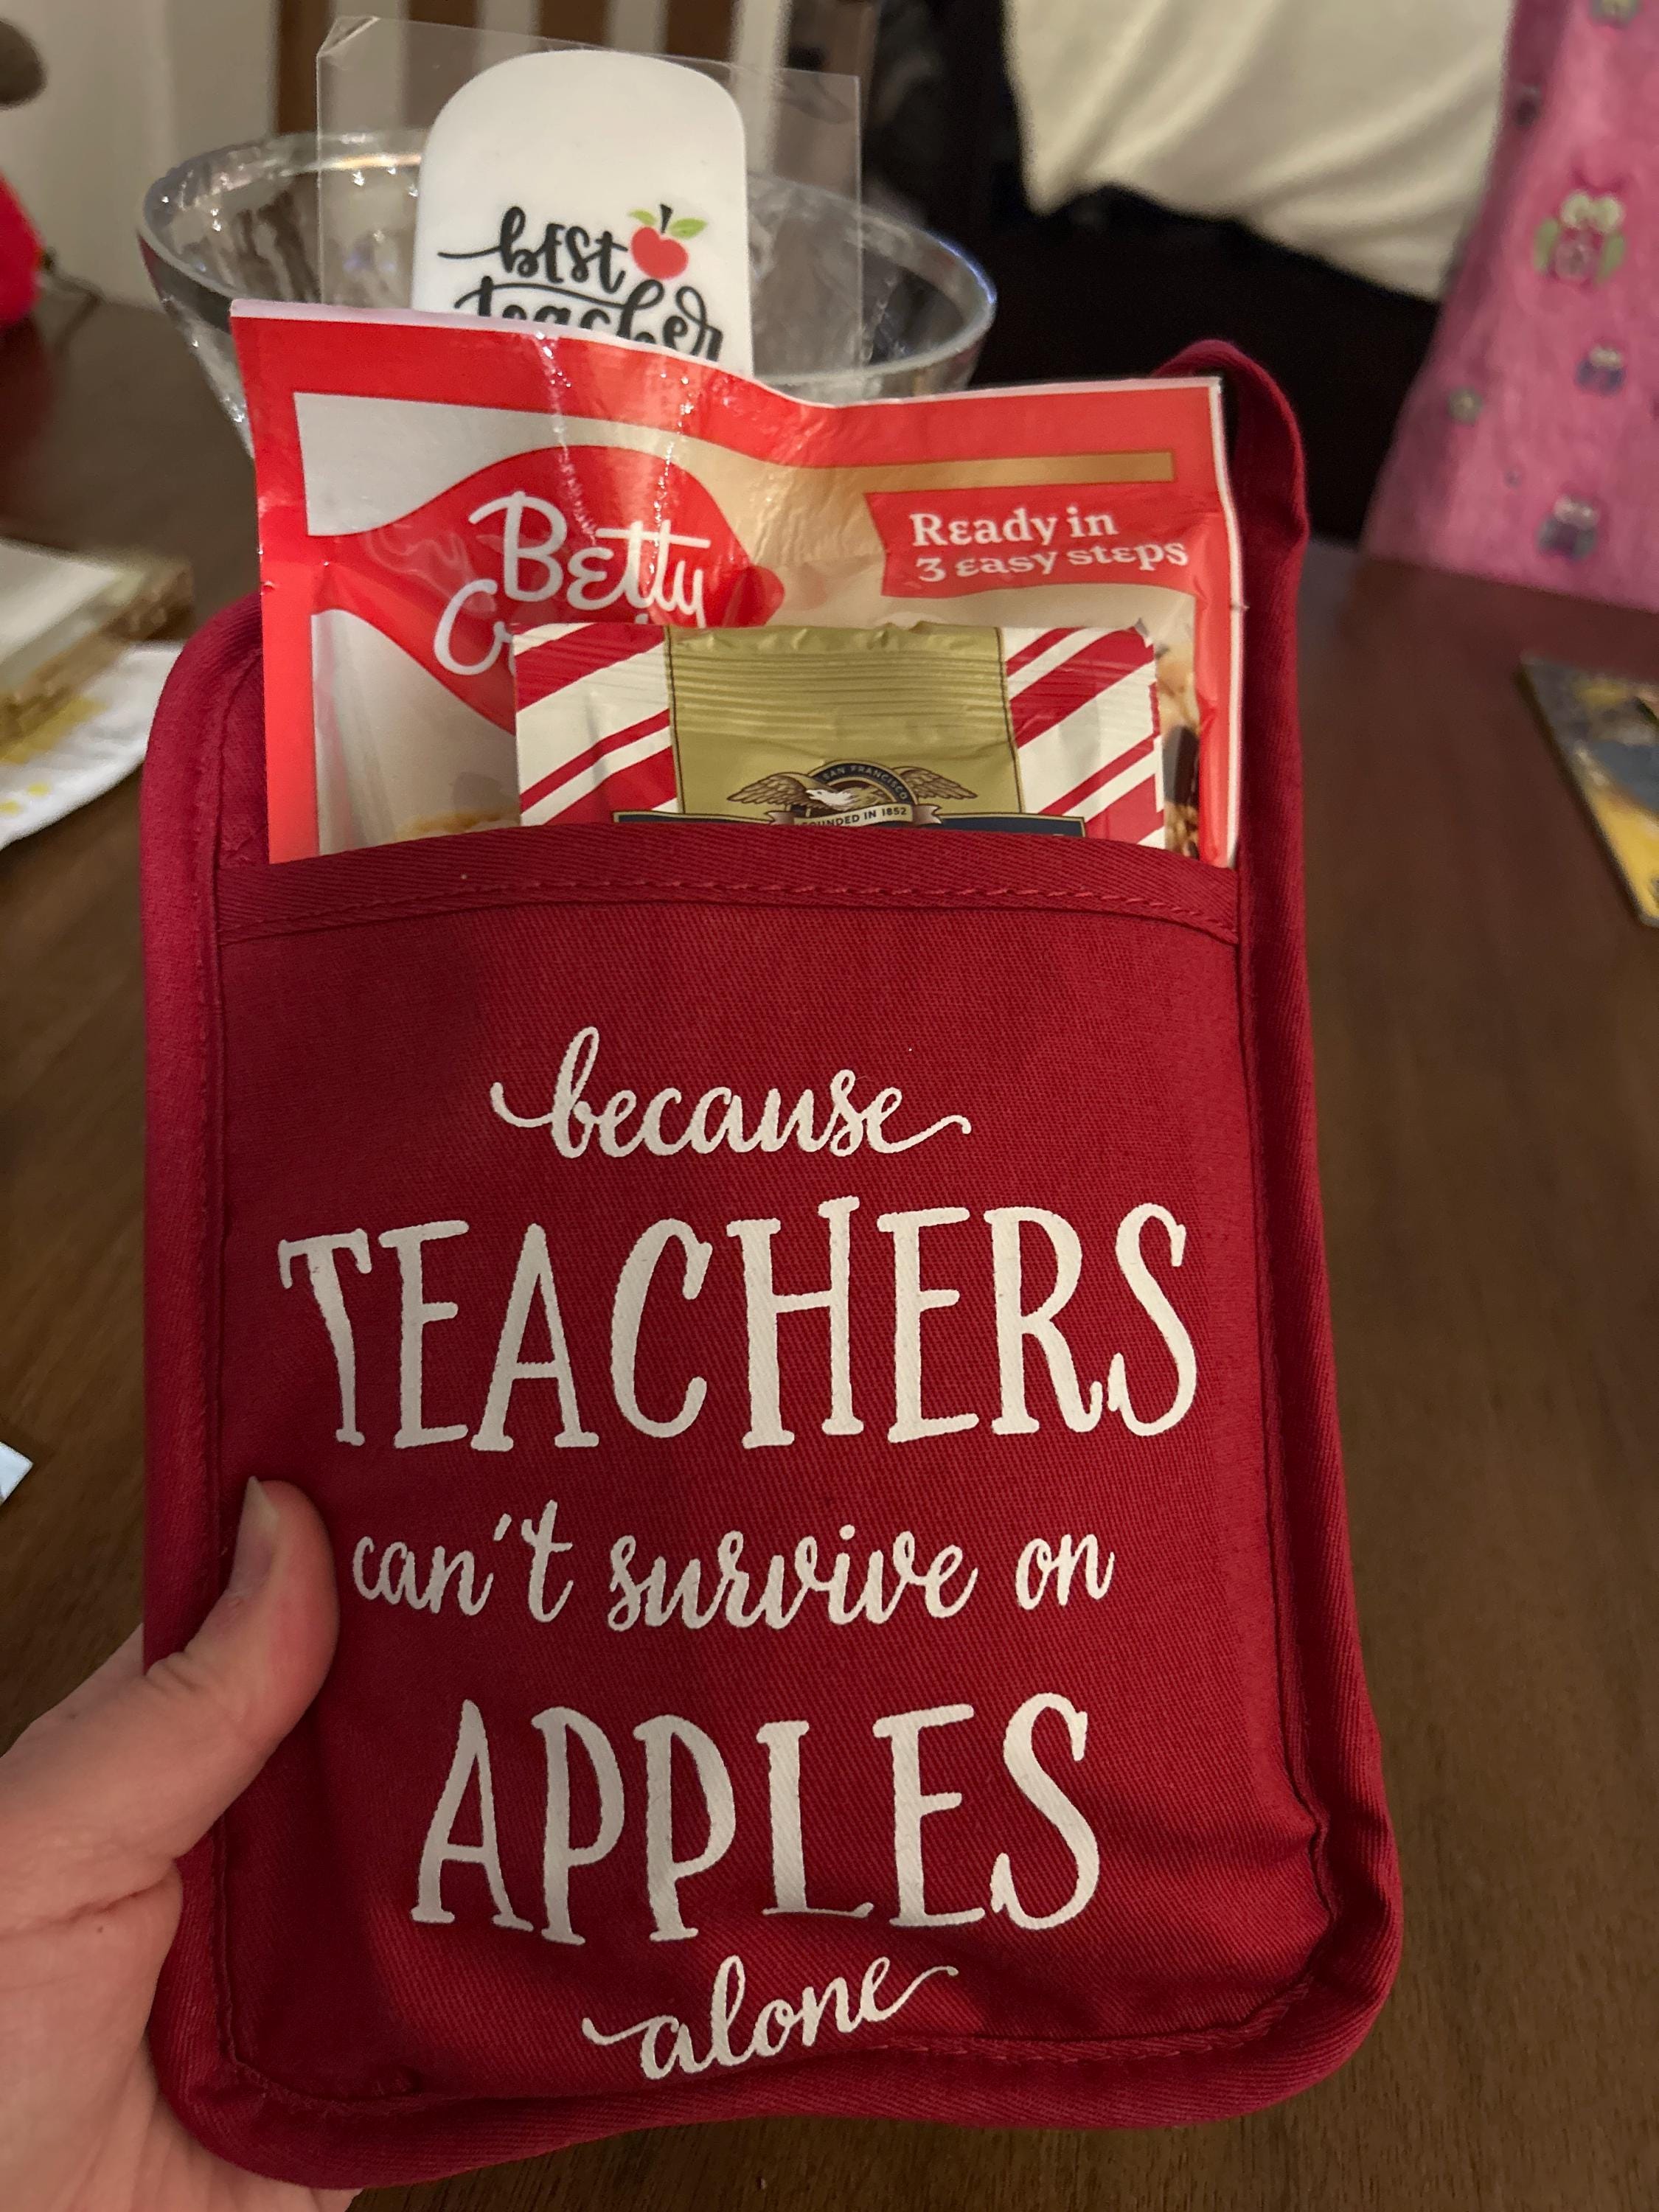 best
teacher
Betty
Ready in
3 easy steps
SAN FRANCISCO
FOUNDED IN 1852
because
TEACHERS
can't survive on
APPLES
alone